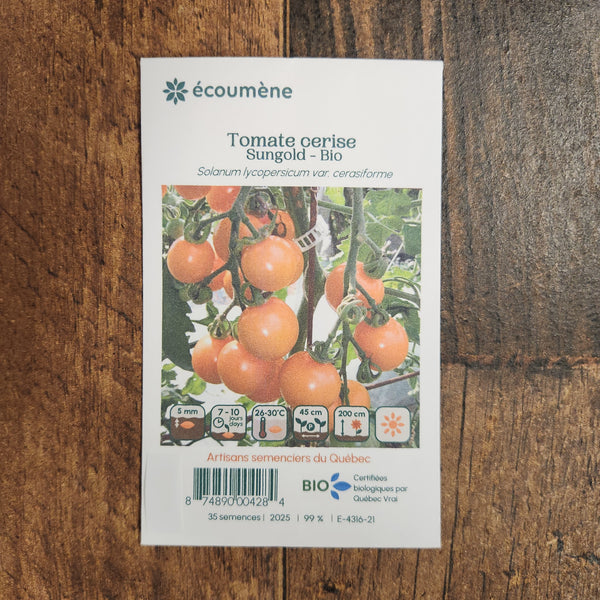 écoumène
Tomate cerise
Sungold - Bio
Solanum lycopersicum var. cerasiforme
5 mm
7 - 10
jours
days
26-30°C
45 cm
P
200 cm
Artisans semenciers du Québec
8 74890 00428 4
BIO
Certifiées
biologiques par
Québec Vrai
35 semences | 2025 | 99 % | E-4316-21